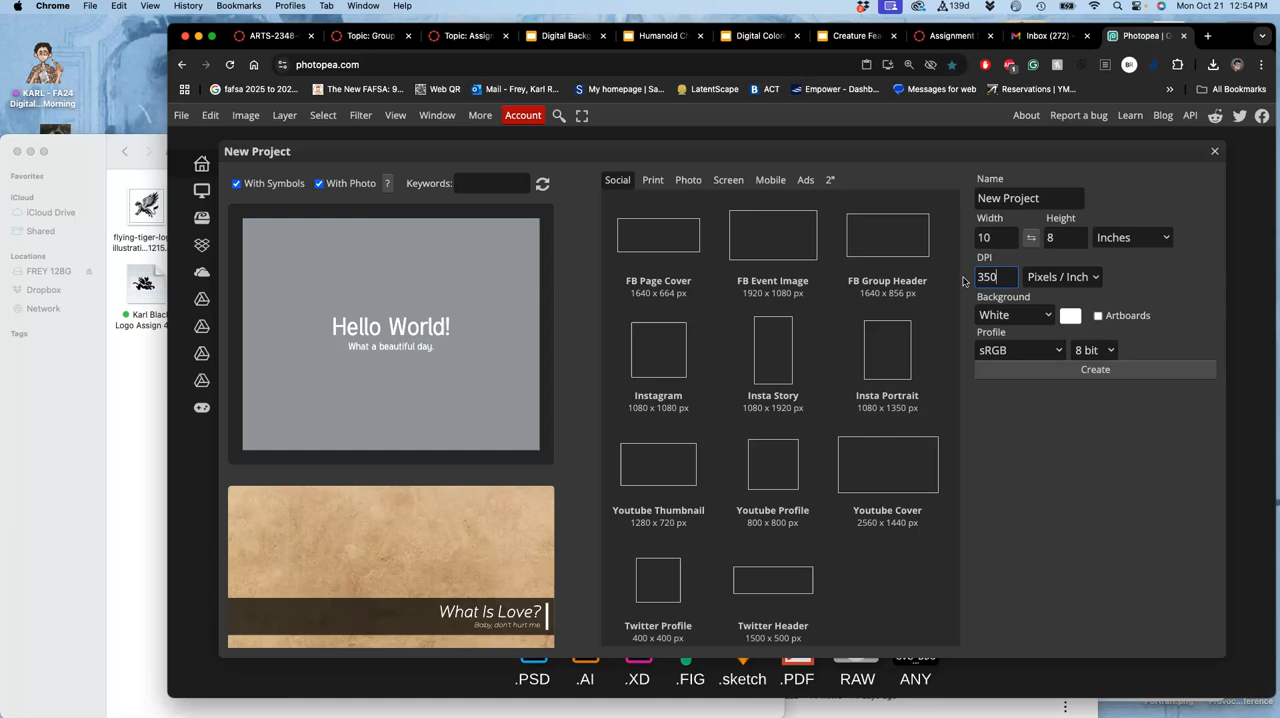 Chrome File Edit View History Bookmarks Profiles Tab Window Help 139d Mon Oct 21 12:54 PM
ARTS-2348- Topic: Group Topic: Assign Digital Backg Humanoid Ch Digital Colori Creature Fea Assignment Inbox (272) - Photopea | O
photopea.com
fafsa 2025 to 202... The New FAFSA: 9... Web QR Mail - Frey, Karl R... My homepage | Sa... LatentScape ACT Empower - Dashb... Messages for web Reservations | YM... » All Bookmarks
File Edit Image Layer Select Filter View Window More Account About Report a bug Learn Blog API
KARL - FA24
Digital...Morning
Favorites
iCloud
iCloud Drive
Shared
Locations
FREY 128G
Dropbox
Network
Tags
flying-tiger-log
illustrati...1215.
Karl Black
Logo Assign 4
New Project
With Symbols With Photo ? Keywords:
Hello World!
What a beautiful day.
What Is Love?
Baby, don't hurt me.
Social Print Photo Screen Mobile Ads 2ⁿ
FB Page Cover FB Event Image FB Group Header
1640 x 664 px 1920 x 1080 px 1640 x 856 px
Instagram Insta Story Insta Portrait
1080 x 1080 px 1080 x 1920 px 1080 x 1350 px
Youtube Thumbnail Youtube Profile Youtube Cover
1280 x 720 px 800 x 800 px 2560 x 1440 px
Twitter Profile Twitter Header
400 x 400 px 1500 x 500 px
Name
New Project
Width Height
10 8 Inches
DPI
350 Pixels / Inch
Background
White Artboards
Profile
sRGB 8 bit
Create
.PSD .AI .XD .FIG .sketch .PDF RAW ANY
Portrait.png